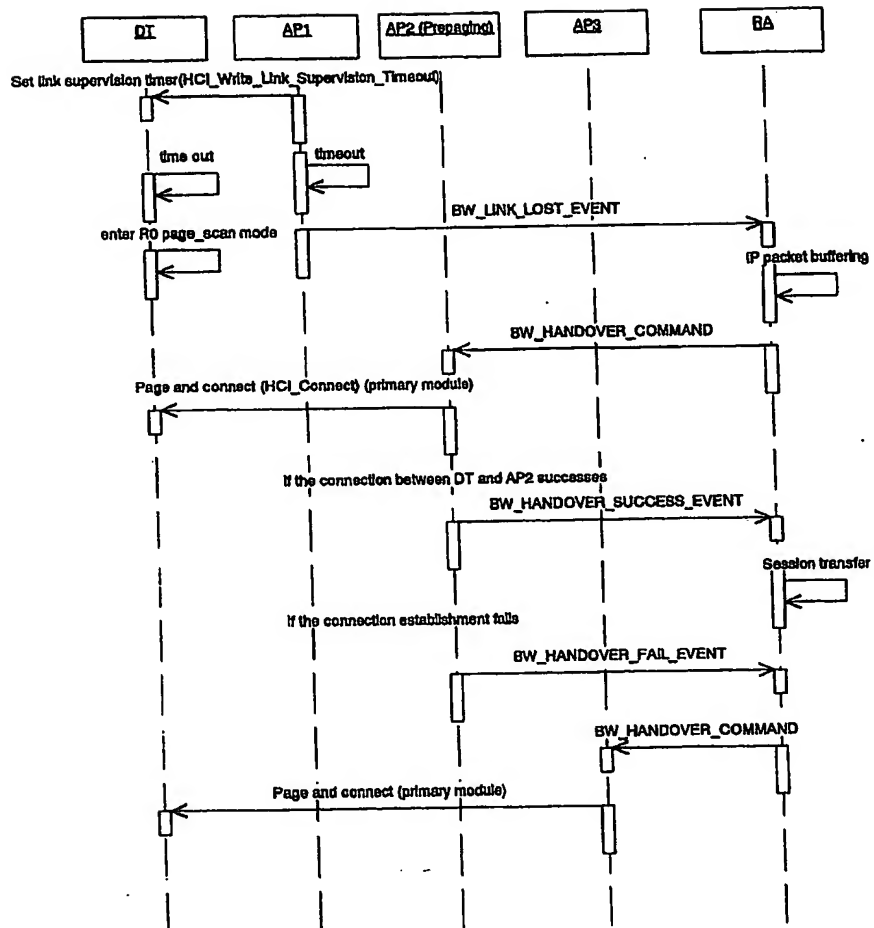 DT
AP1
AP2 (Prepaging)
AP3
RA
Set link supervision timer(HCI_Write_Link_Supervision_Timeout)
time out
timeout
BW_LINK_LOST_EVENT
enter R0 page_scan mode
IP packet buffering
BW_HANDOVER_COMMAND
Page and connect (HCI_Connect) (primary module)
If the connection between DT and AP2 successes
BW_HANDOVER_SUCCESS_EVENT
Session transfer
If the connection establishment fails
BW_HANDOVER_FAIL_EVENT
BW_HANDOVER_COMMAND
Page and connect (primary module)